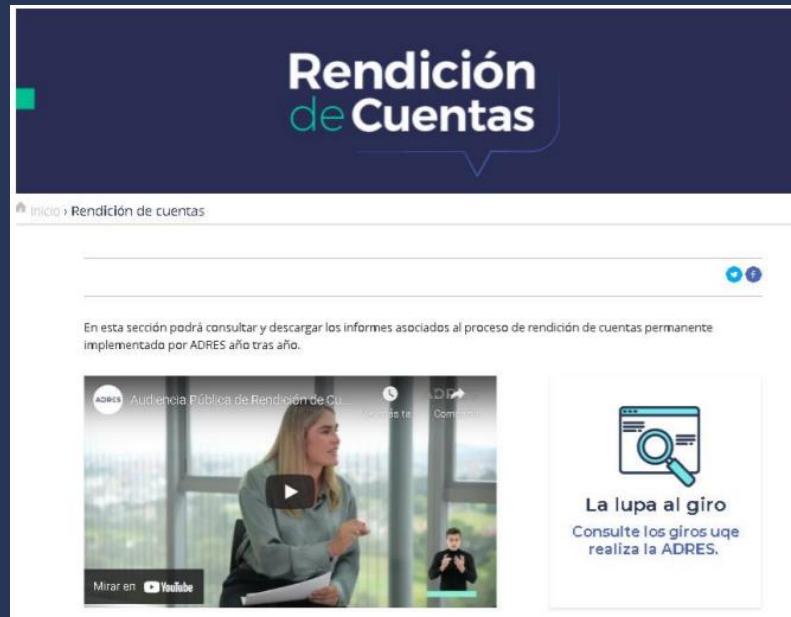 Rendición
de Cuentas
Inicio › Rendición de cuentas
En esta sección podrá consultar y descargar los informes asociados al proceso de rendición de cuentas permanente
implementado por ADRES año tras año.
ADRES Audiencia Pública de Rendición de Cu...
Mirar en YouTube
La lupa al giro
Consulte los giros uqe
realiza la ADRES.